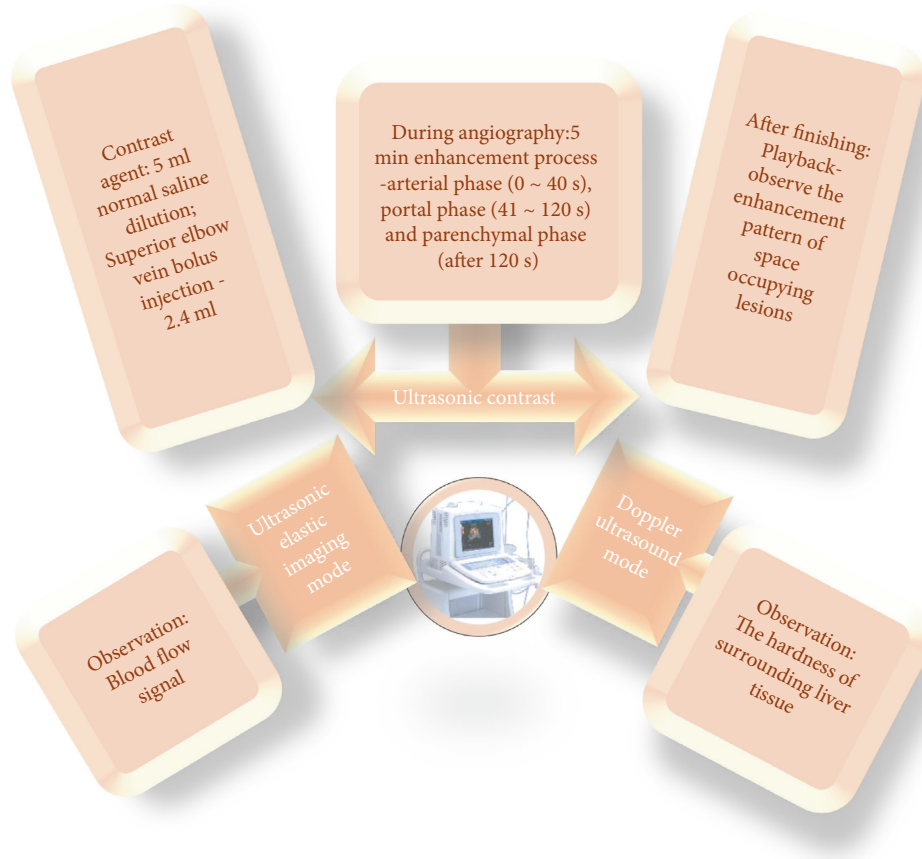 Contrast
agent: 5 ml
normal saline
dilution;
Superior elbow
vein bolus
injection -
2.4 ml
During angiography:5
min enhancement process
-arterial phase (0 ~ 40 s),
portal phase (41 ~ 120 s)
and parenchymal phase
(after 120 s)
After finishing:
Playback-
observe the
enhancement
pattern of
space
occupying
lesions
Ultrasonic contrast
Ultrasonic
elastic
imaging
mode
Doppler
ultrasound
mode
Observation:
Blood flow
signal
Observation:
The hardness of
surrounding liver
tissue